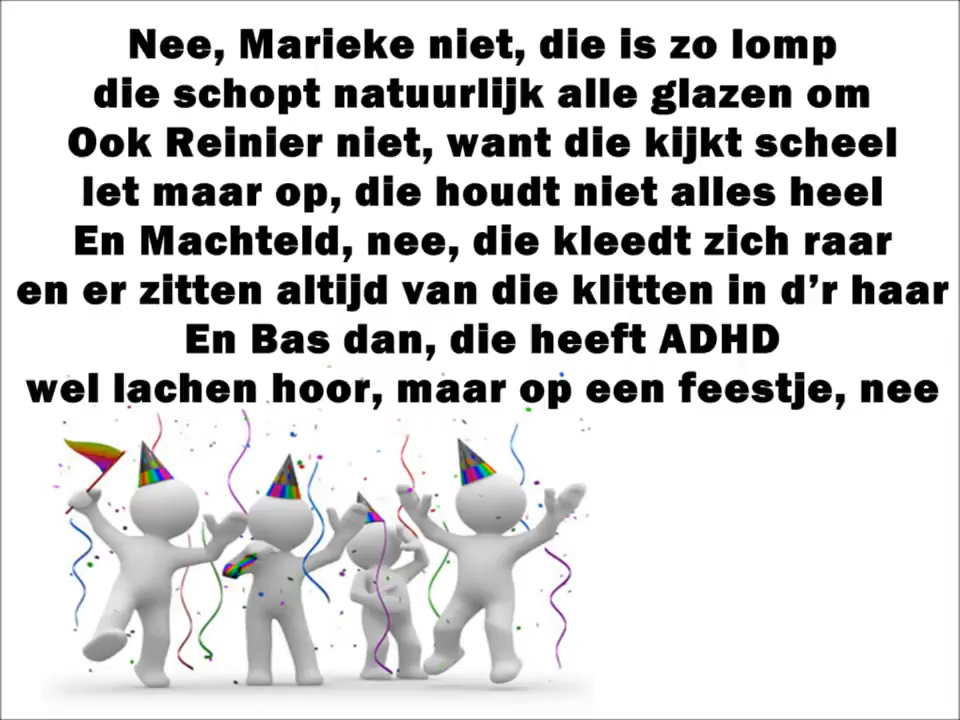 Nee, Marieke niet, die is zo lomp
die schopt natuurlijk alle glazen om
Ook Reinier niet, want die kijkt scheel
let maar op, die houdt niet alles heel
En Machteld, nee, die kleedt zich raar
en er zitten altijd van die klitten in d’r haar
En Bas dan, die heeft ADHD
wel lachen hoor, maar op een feestje, nee